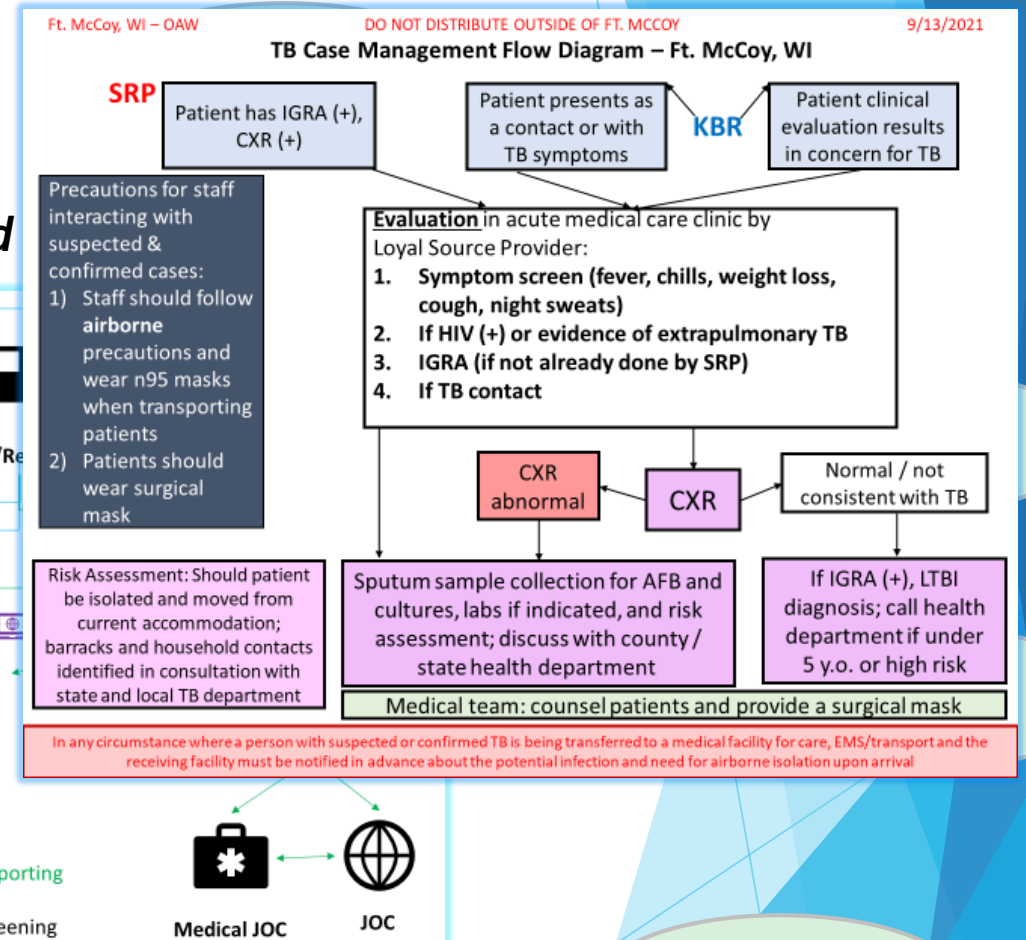 Ft. McCoy, WI – OAW
DO NOT DISTRIBUTE OUTSIDE OF FT. MCCOY
9/13/2021
TB Case Management Flow Diagram – Ft. McCoy, WI
SRP
Patient has IGRA (+),
CXR (+)
Patient presents as
a contact or with
TB symptoms
KBR
Patient clinical
evaluation results
in concern for TB
Precautions for staff
interacting with
suspected &
confirmed cases:
1) Staff should follow
airborne
precautions and
wear n95 masks
when transporting
patients
2) Patients should
wear surgical
mask
Evaluation in acute medical care clinic by
Loyal Source Provider:
1. Symptom screen (fever, chills, weight loss,
cough, night sweats)
2. If HIV (+) or evidence of extrapulmonary TB
3. IGRA (if not already done by SRP)
4. If TB contact
CXR
abnormal
CXR
Normal / not
consistent with TB
Risk Assessment: Should patient
be isolated and moved from
current accommodation;
barracks and household contacts
identified in consultation with
state and local TB department
Sputum sample collection for AFB and
cultures, labs if indicated, and risk
assessment; discuss with county /
state health department
If IGRA (+), LTBI
diagnosis; call health
department if under
5 y.o. or high risk
Medical team: counsel patients and provide a surgical mask
In any circumstance where a person with suspected or confirmed TB is being transferred to a medical facility for care, EMS/transport and the
receiving facility must be notified in advance about the potential infection and need for airborne isolation upon arrival
d
/Re
porting
eening
Medical JOC
JOC